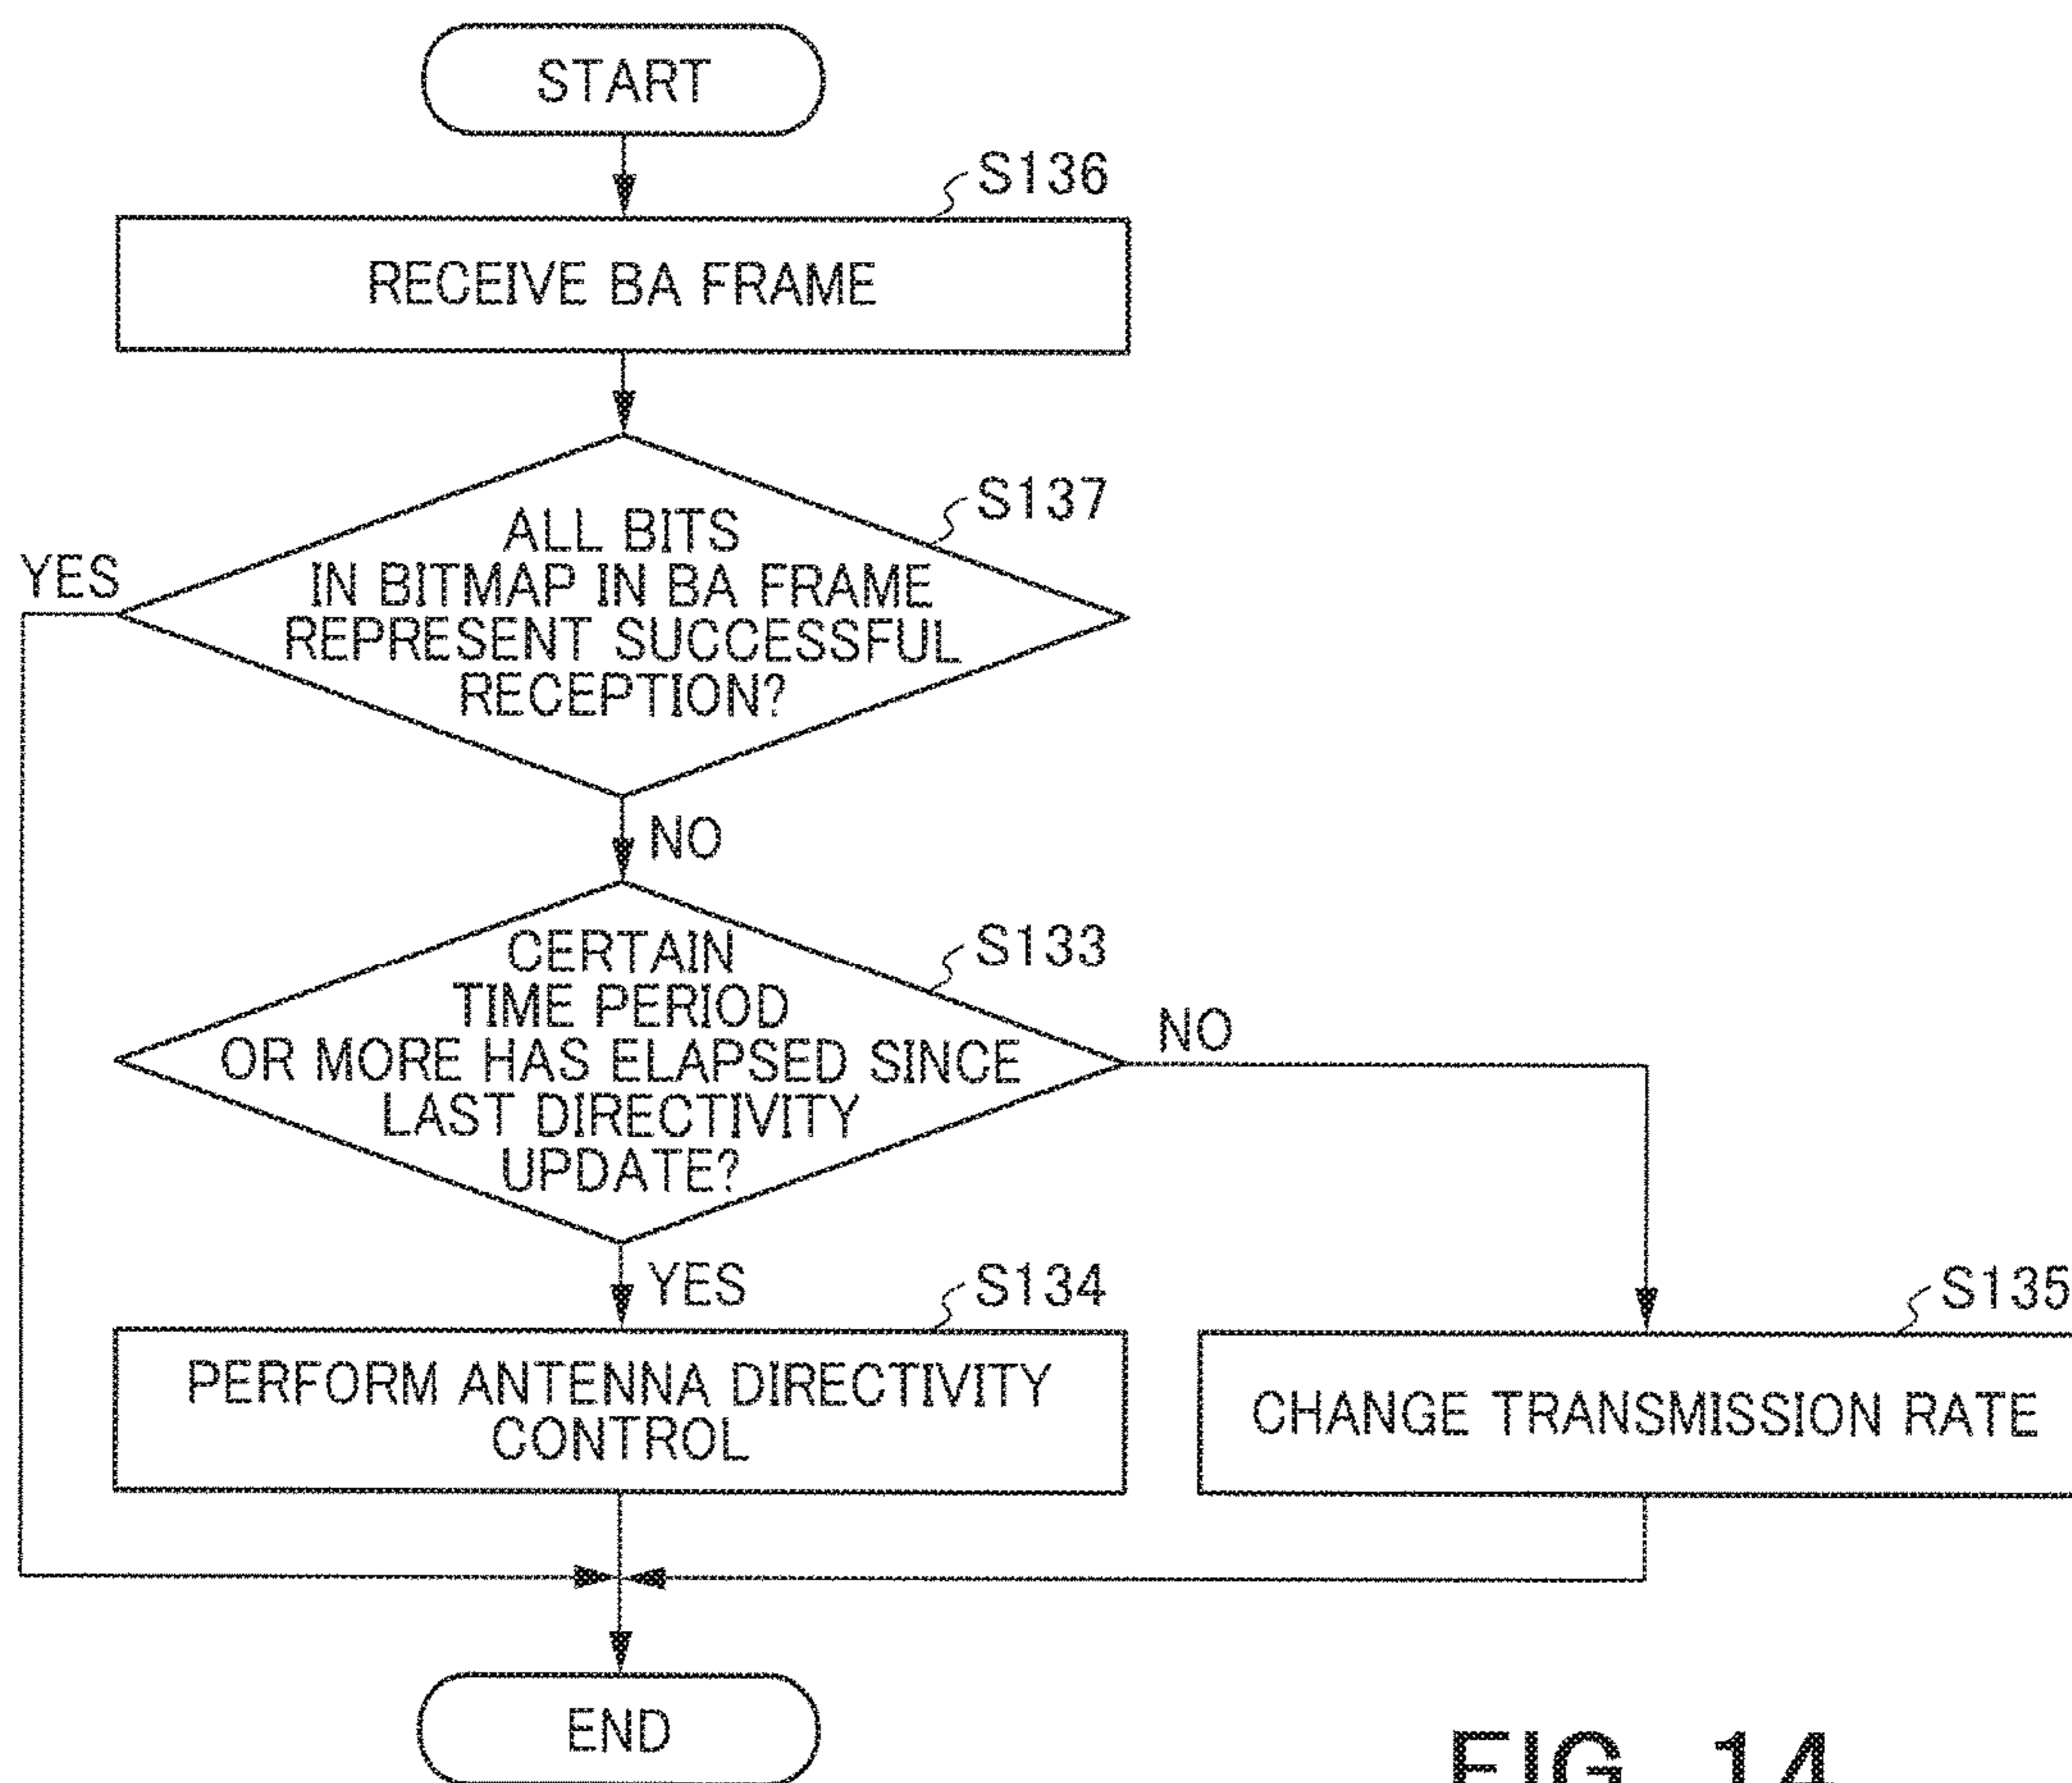 START
S136
RECEIVE BA FRAME
S137
ALL BITS
IN BITMAP IN BA FRAME
REPRESENT SUCCESSFUL
RECEPTION?
YES
NO
S133
CERTAIN
TIME PERIOD
OR MORE HAS ELAPSED SINCE
LAST DIRECTIVITY
UPDATE?
NO
YES
S134
PERFORM ANTENNA DIRECTIVITY
CONTROL
S135
CHANGE TRANSMISSION RATE
END
FIG. 14